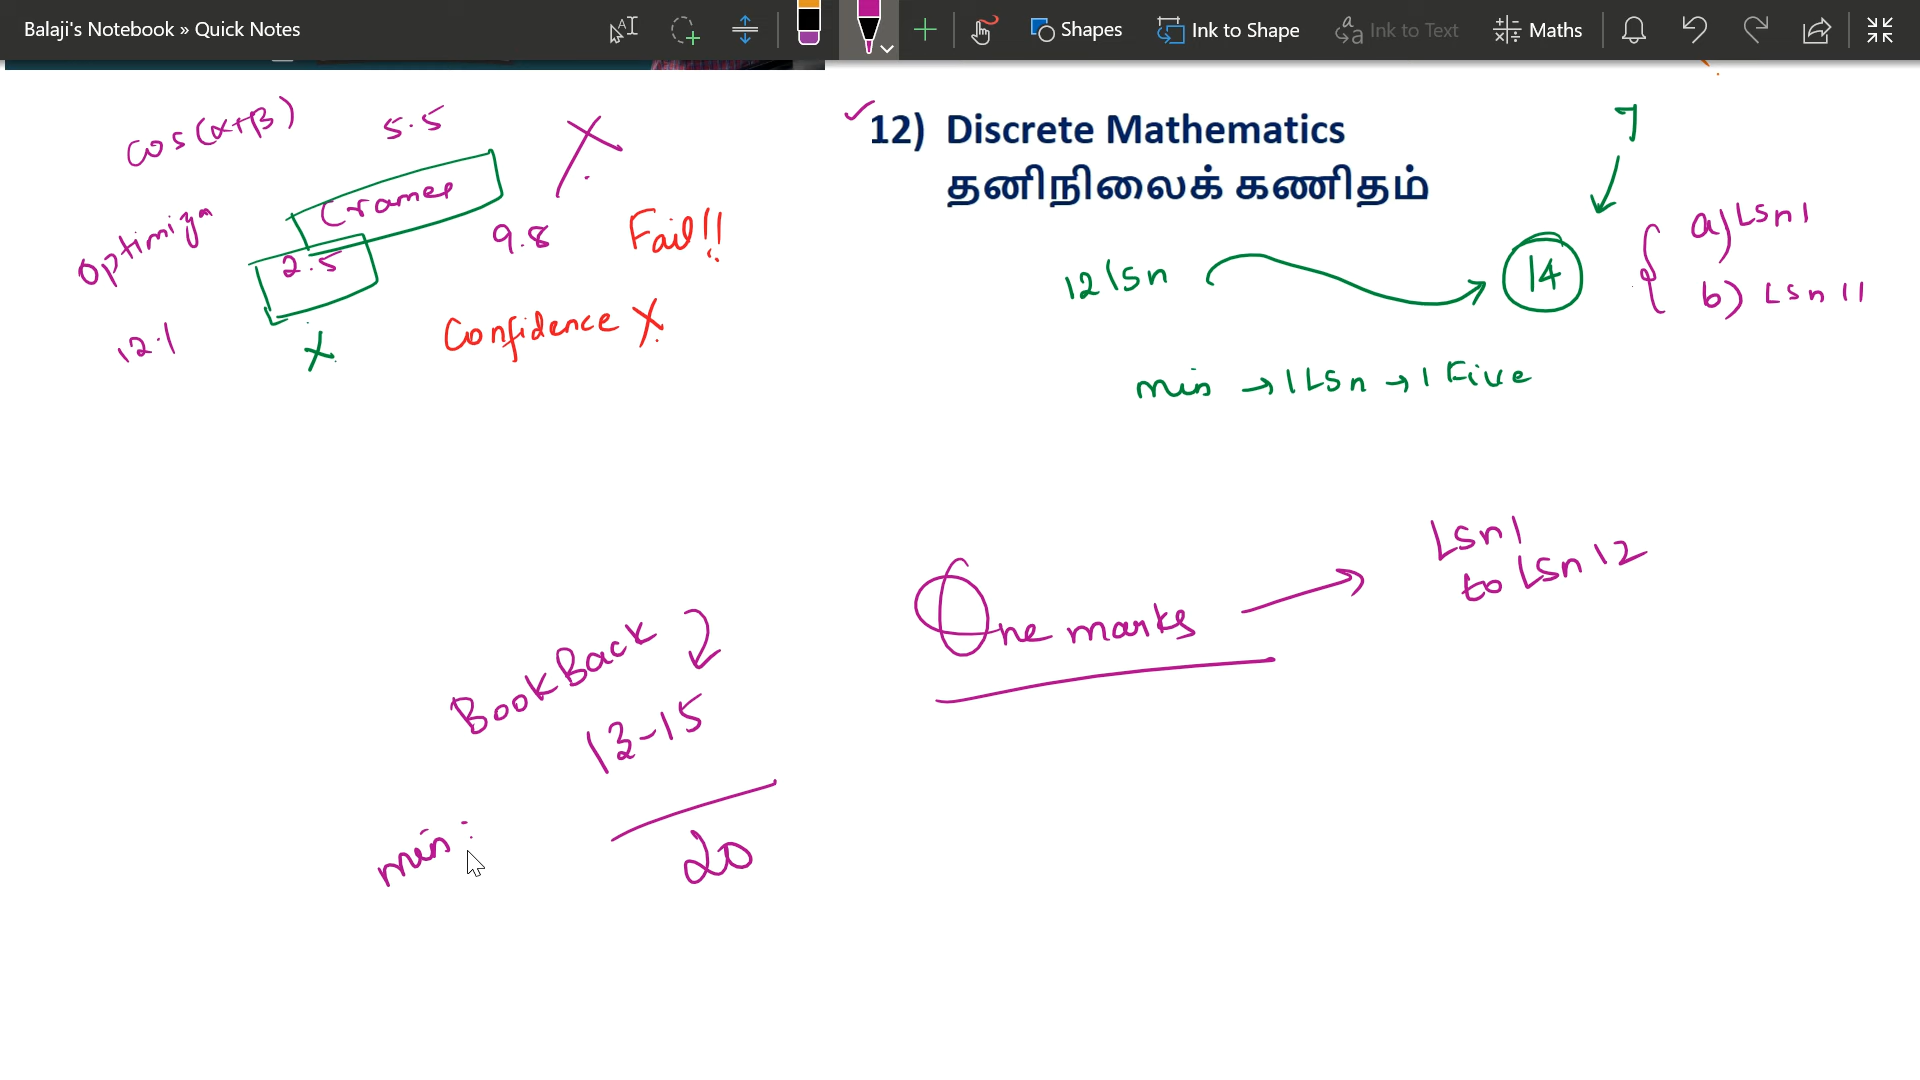 Balaji's Notebook » Quick Notes
Shapes
Ink to Shape
Ink to Text
Maths
cos(α+β)
5.5
Cramer
Optimizn
2.5
9.8
Fail!!
12.1
X
Confidence X
12) Discrete Mathematics
தனிநிலைக் கணிதம்
7
12 lsn
14
a) Lsn 1
b) Lsn 11
min → 1 Lsn → 1 Five
One marks
Lsn 1
to Lsn 12
Book Back
13-15
20
min: